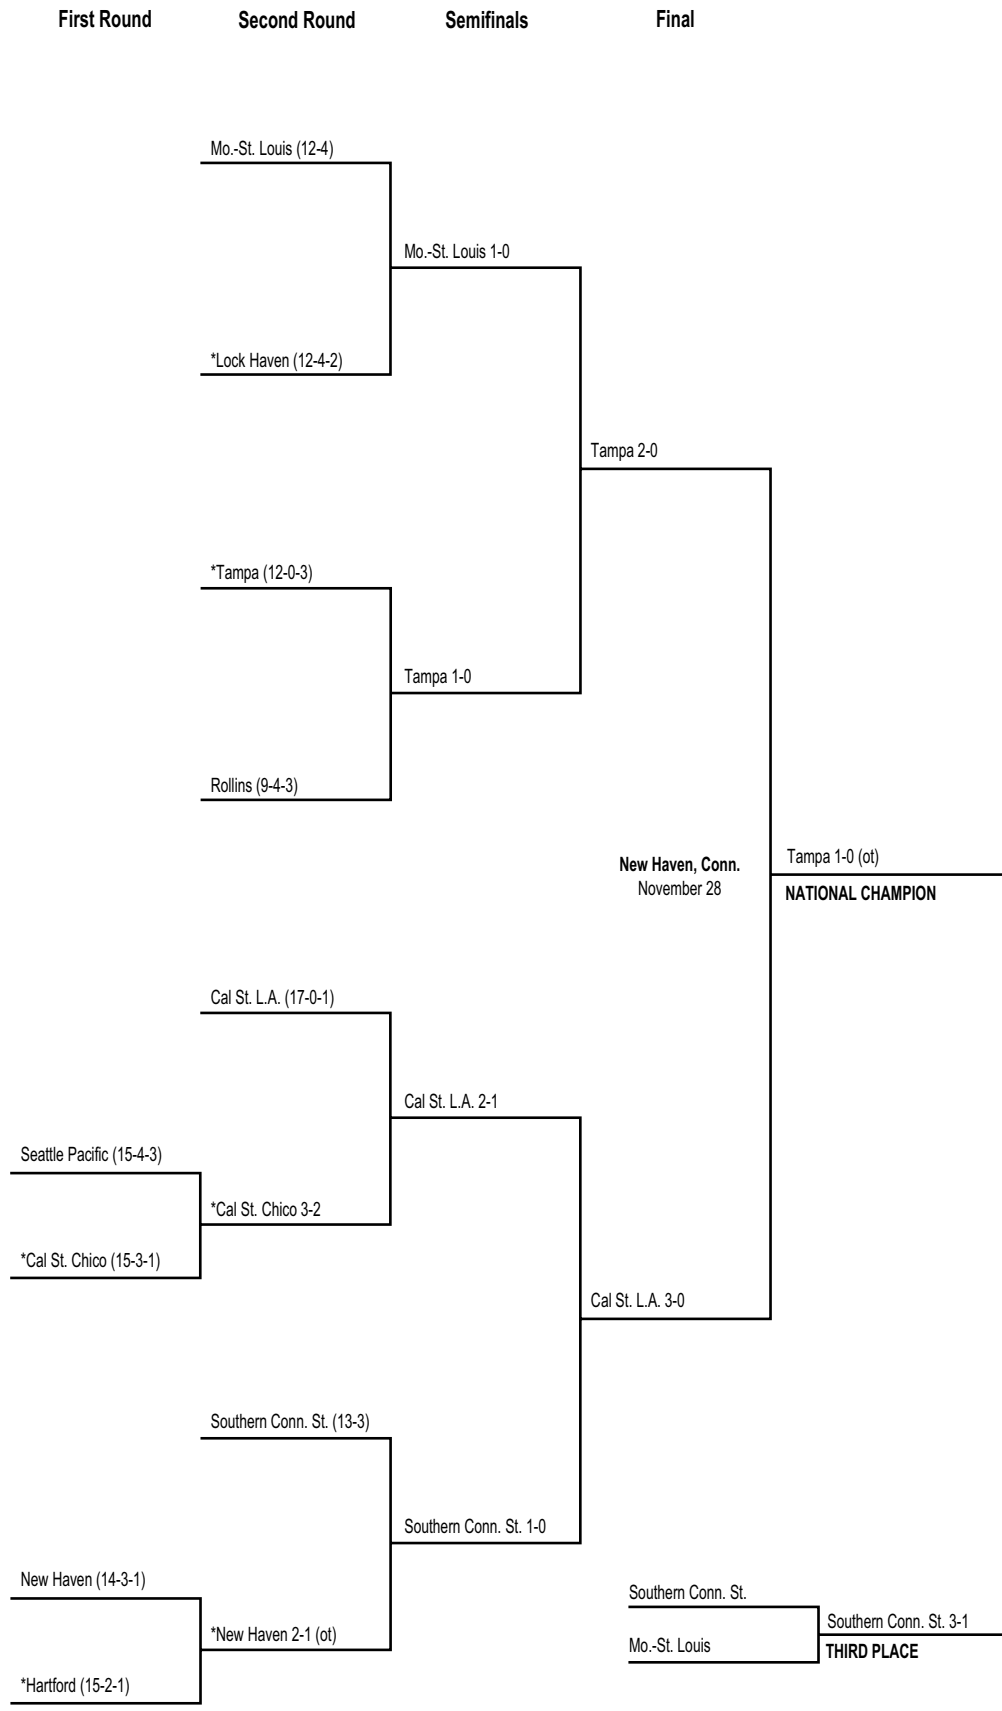 First Round
Second Round
Semifinals
Final
Mo.-St. Louis (12-4)
Mo.-St. Louis 1-0
*Lock Haven (12-4-2)
Tampa 2-0
*Tampa (12-0-3)
Tampa 1-0
Rollins (9-4-3)
New Haven, Conn.
November 28
Tampa 1-0 (ot)
NATIONAL CHAMPION
Cal St. L.A. (17-0-1)
Cal St. L.A. 2-1
Seattle Pacific (15-4-3)
*Cal St. Chico 3-2
*Cal St. Chico (15-3-1)
Cal St. L.A. 3-0
Southern Conn. St. (13-3)
Southern Conn. St. 1-0
New Haven (14-3-1)
*New Haven 2-1 (ot)
*Hartford (15-2-1)
Southern Conn. St.
Southern Conn. St. 3-1
Mo.-St. Louis
THIRD PLACE